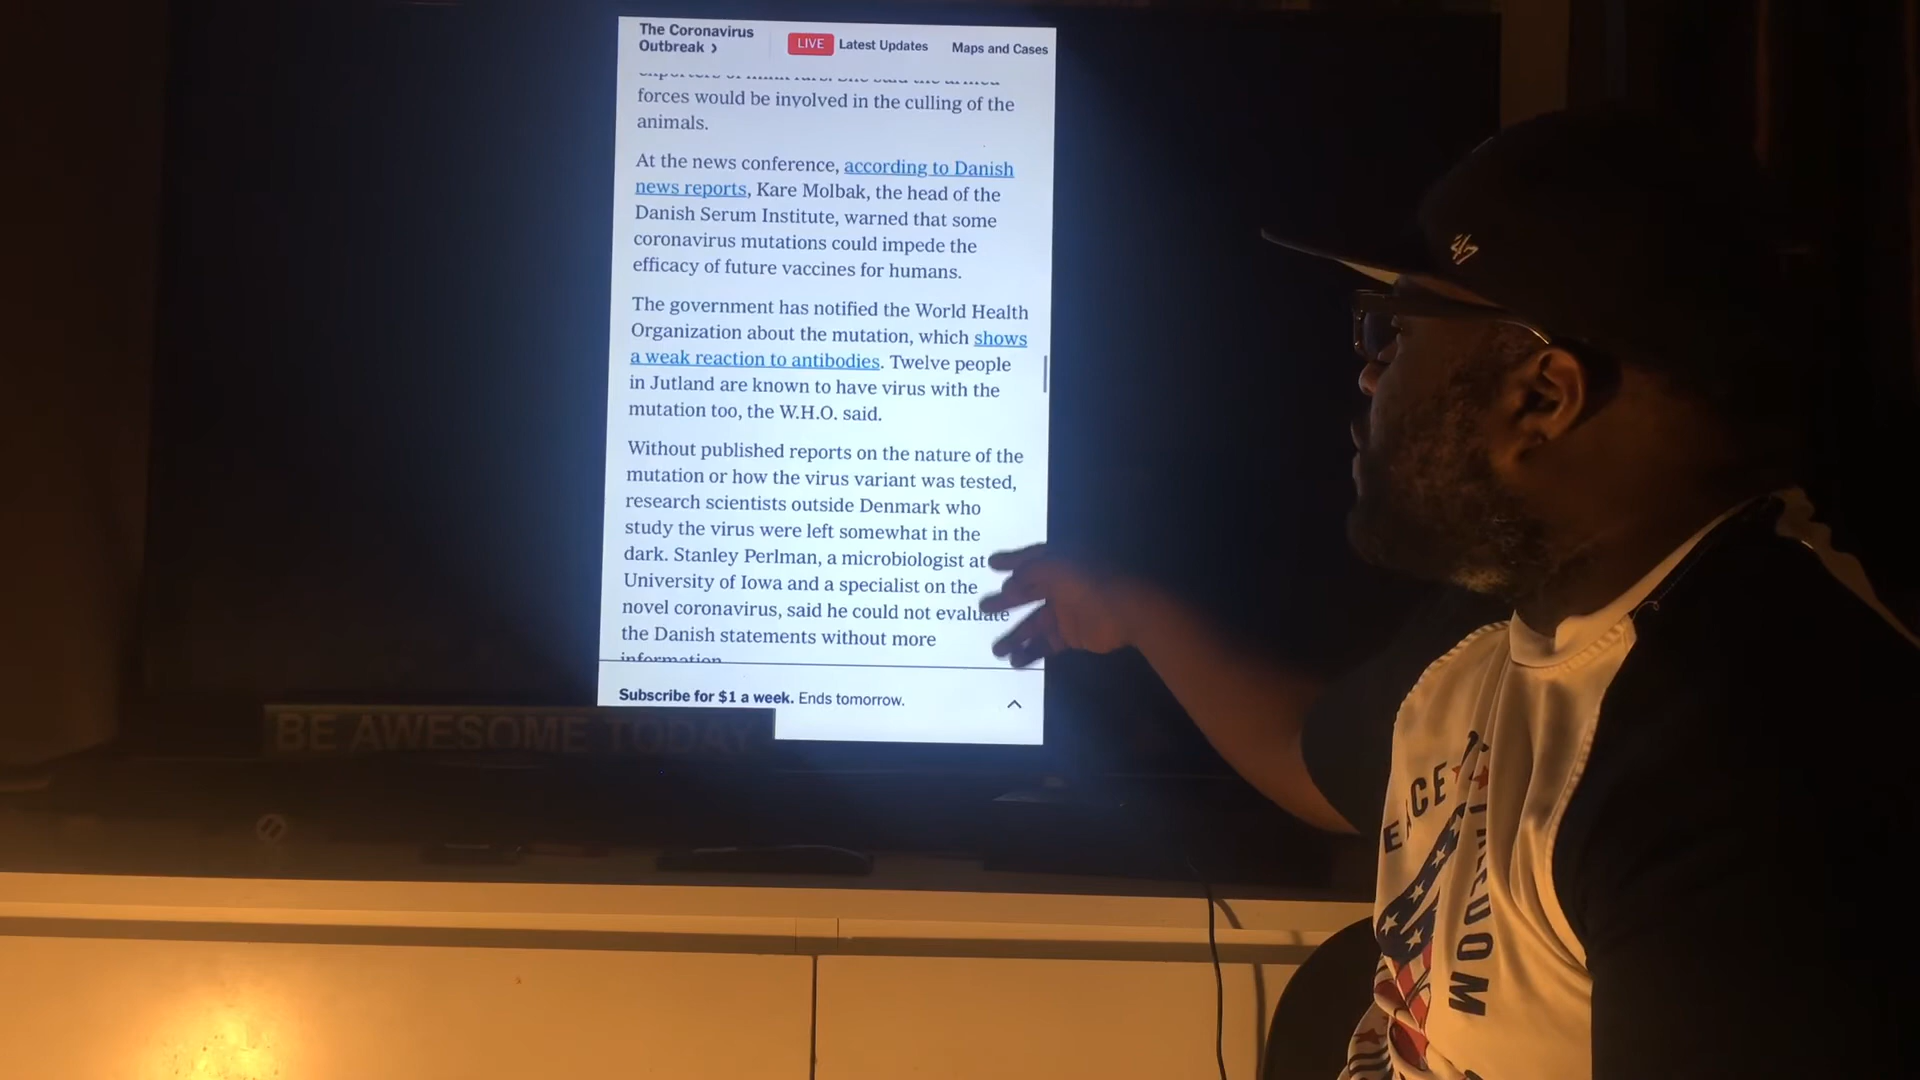 The Coronavirus
Outbreak ›
LIVE Latest Updates Maps and Cases
forces would be involved in the culling of the
animals.
At the news conference, according to Danish
news reports, Kare Molbak, the head of the
Danish Serum Institute, warned that some
coronavirus mutations could impede the
efficacy of future vaccines for humans.
The government has notified the World Health
Organization about the mutation, which shows
a weak reaction to antibodies. Twelve people
in Jutland are known to have virus with the
mutation too, the W.H.O. said.
Without published reports on the nature of the
mutation or how the virus variant was tested,
research scientists outside Denmark who
study the virus were left somewhat in the
dark. Stanley Perlman, a microbiologist at
University of Iowa and a specialist on the
novel coronavirus, said he could not evaluate
the Danish statements without more
information
Subscribe for $1 a week. Ends tomorrow.
BE AWESOME TODAY